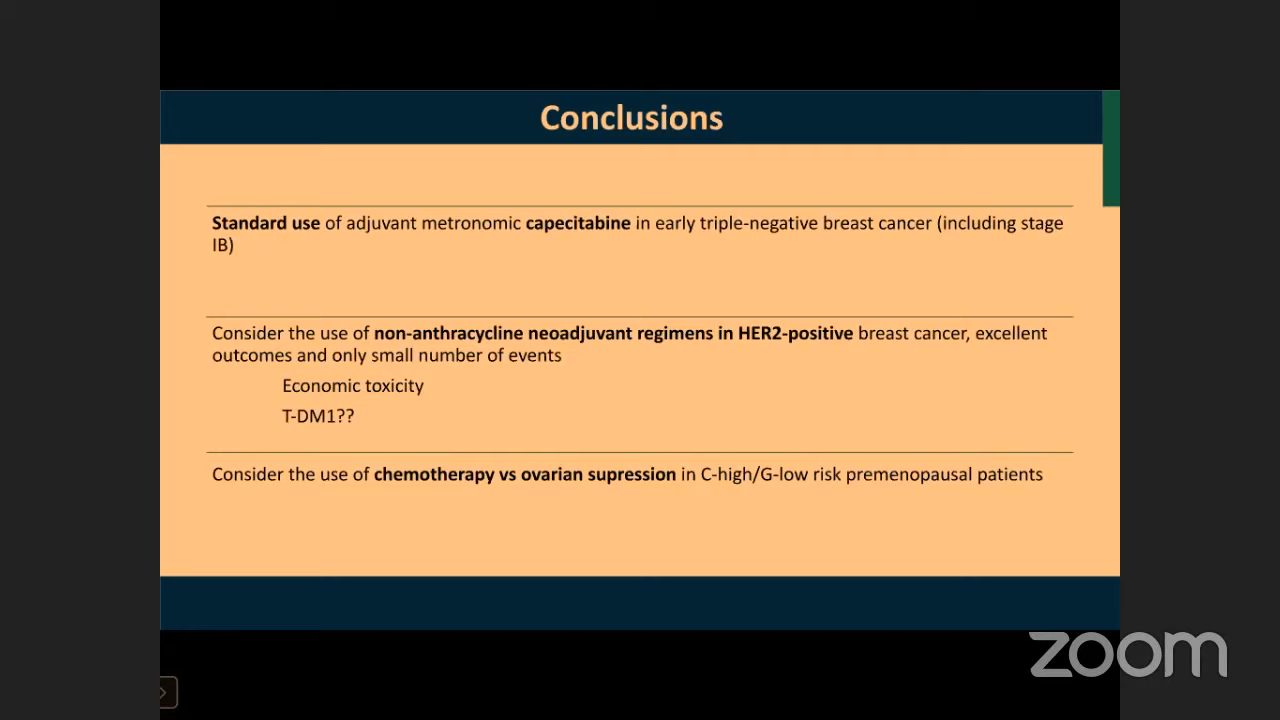 Conclusions
Standard use of adjuvant metronomic capecitabine in early triple-negative breast cancer (including stage
IB)
Consider the use of non-anthracycline neoadjuvant regimens in HER2-positive breast cancer, excellent
outcomes and only small number of events
Economic toxicity
T-DM1??
Consider the use of chemotherapy vs ovarian supression in C-high/G-low risk premenopausal patients
zoom